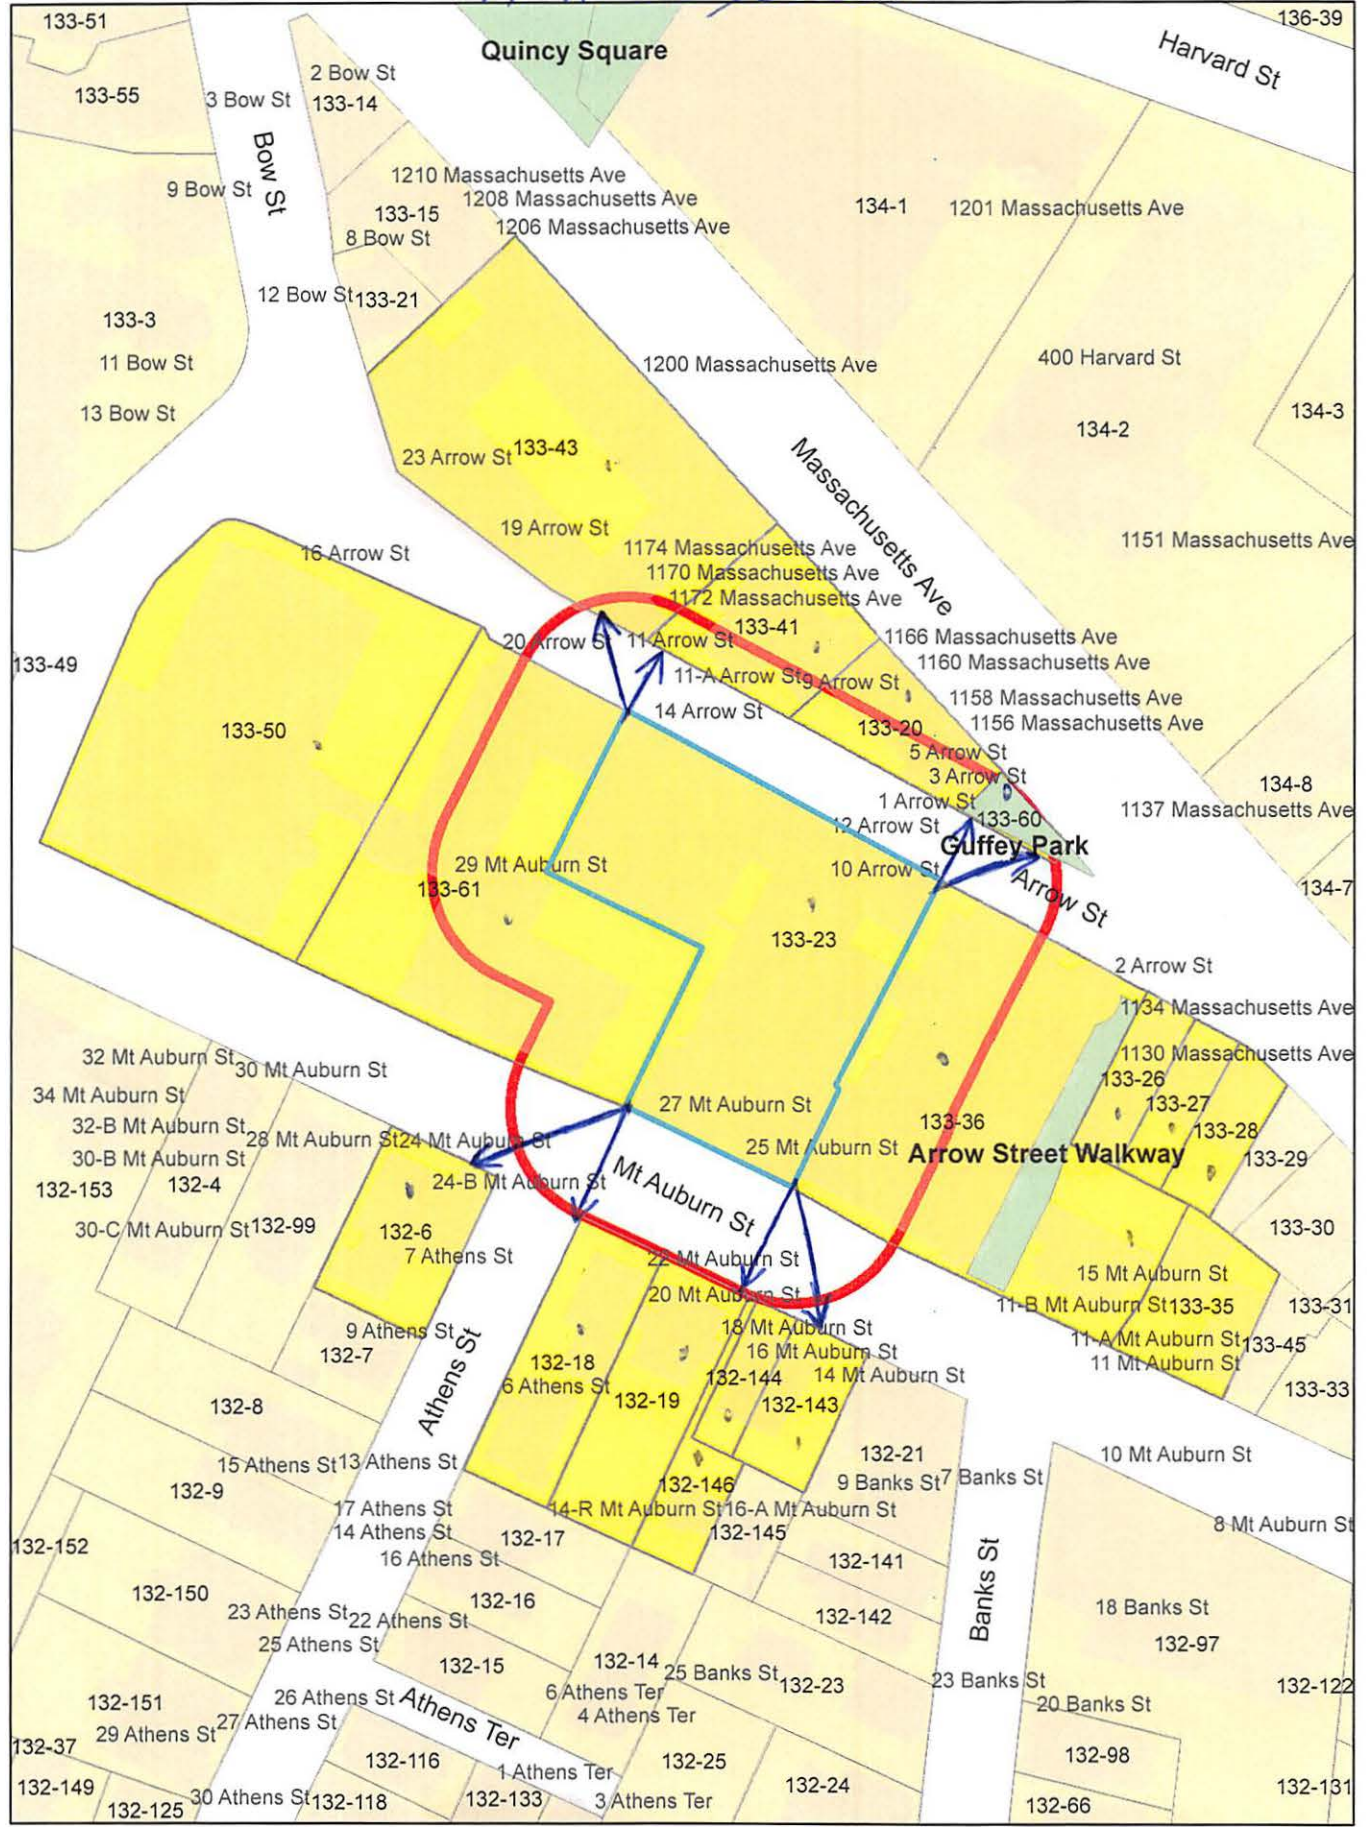 133-51
136-39
Quincy Square
Harvard St
2 Bow St
133-55
3 Bow St
133-14
Bow St
1210 Massachusetts Ave
9 Bow St
1208 Massachusetts Ave
133-15
134-1
1201 Massachusetts Ave
1206 Massachusetts Ave
8 Bow St
12 Bow St
133-21
133-3
11 Bow St
1200 Massachusetts Ave
400 Harvard St
13 Bow St
134-3
134-2
23 Arrow St
133-43
Massachusetts Ave
19 Arrow St
1151 Massachusetts Ave
16 Arrow St
1174 Massachusetts Ave
1170 Massachusetts Ave
1172 Massachusetts Ave
133-41
20 Arrow St
11 Arrow St
1166 Massachusetts Ave
133-49
1160 Massachusetts Ave
11-A Arrow St
9 Arrow St
1158 Massachusetts Ave
14 Arrow St
1156 Massachusetts Ave
133-50
133-20
5 Arrow St
3 Arrow St
134-8
1 Arrow St
1137 Massachusetts Ave
12 Arrow St
133-60
Guffey Park
29 Mt Auburn St
10 Arrow St
133-61
Arrow St
134-7
133-23
2 Arrow St
1134 Massachusetts Ave
32 Mt Auburn St
30 Mt Auburn St
1130 Massachusetts Ave
133-26
34 Mt Auburn St
27 Mt Auburn St
133-27
32-B Mt Auburn St
133-36
133-28
28 Mt Auburn St
24 Mt Auburn St
25 Mt Auburn St
Arrow Street Walkway
30-B Mt Auburn St
133-29
132-153
132-4
24-B Mt Auburn St
Mt Auburn St
30-C Mt Auburn St
132-99
132-6
133-30
7 Athens St
22 Mt Auburn St
15 Mt Auburn St
20 Mt Auburn St
11-B Mt Auburn St
133-35
133-31
9 Athens St
18 Mt Auburn St
11-A Mt Auburn St
133-45
132-7
16 Mt Auburn St
132-18
11 Mt Auburn St
132-144
14 Mt Auburn St
6 Athens St
132-19
132-143
133-33
132-8
Athens St
132-21
10 Mt Auburn St
15 Athens St
13 Athens St
9 Banks St
7 Banks St
132-9
132-146
17 Athens St
14-R Mt Auburn St
16-A Mt Auburn St
14 Athens St
132-17
132-145
8 Mt Auburn St
132-152
16 Athens St
132-141
132-150
132-16
Banks St
23 Athens St
22 Athens St
132-142
18 Banks St
25 Athens St
132-97
132-15
132-14
25 Banks St
132-23
23 Banks St
132-122
6 Athens Ter
26 Athens St
132-151
4 Athens Ter
20 Banks St
29 Athens St
27 Athens St
Athens Ter
132-37
132-116
132-25
132-98
1 Athens Ter
132-149
132-24
132-131
132-125
30 Athens St
132-118
132-133
3 Athens Ter
132-66